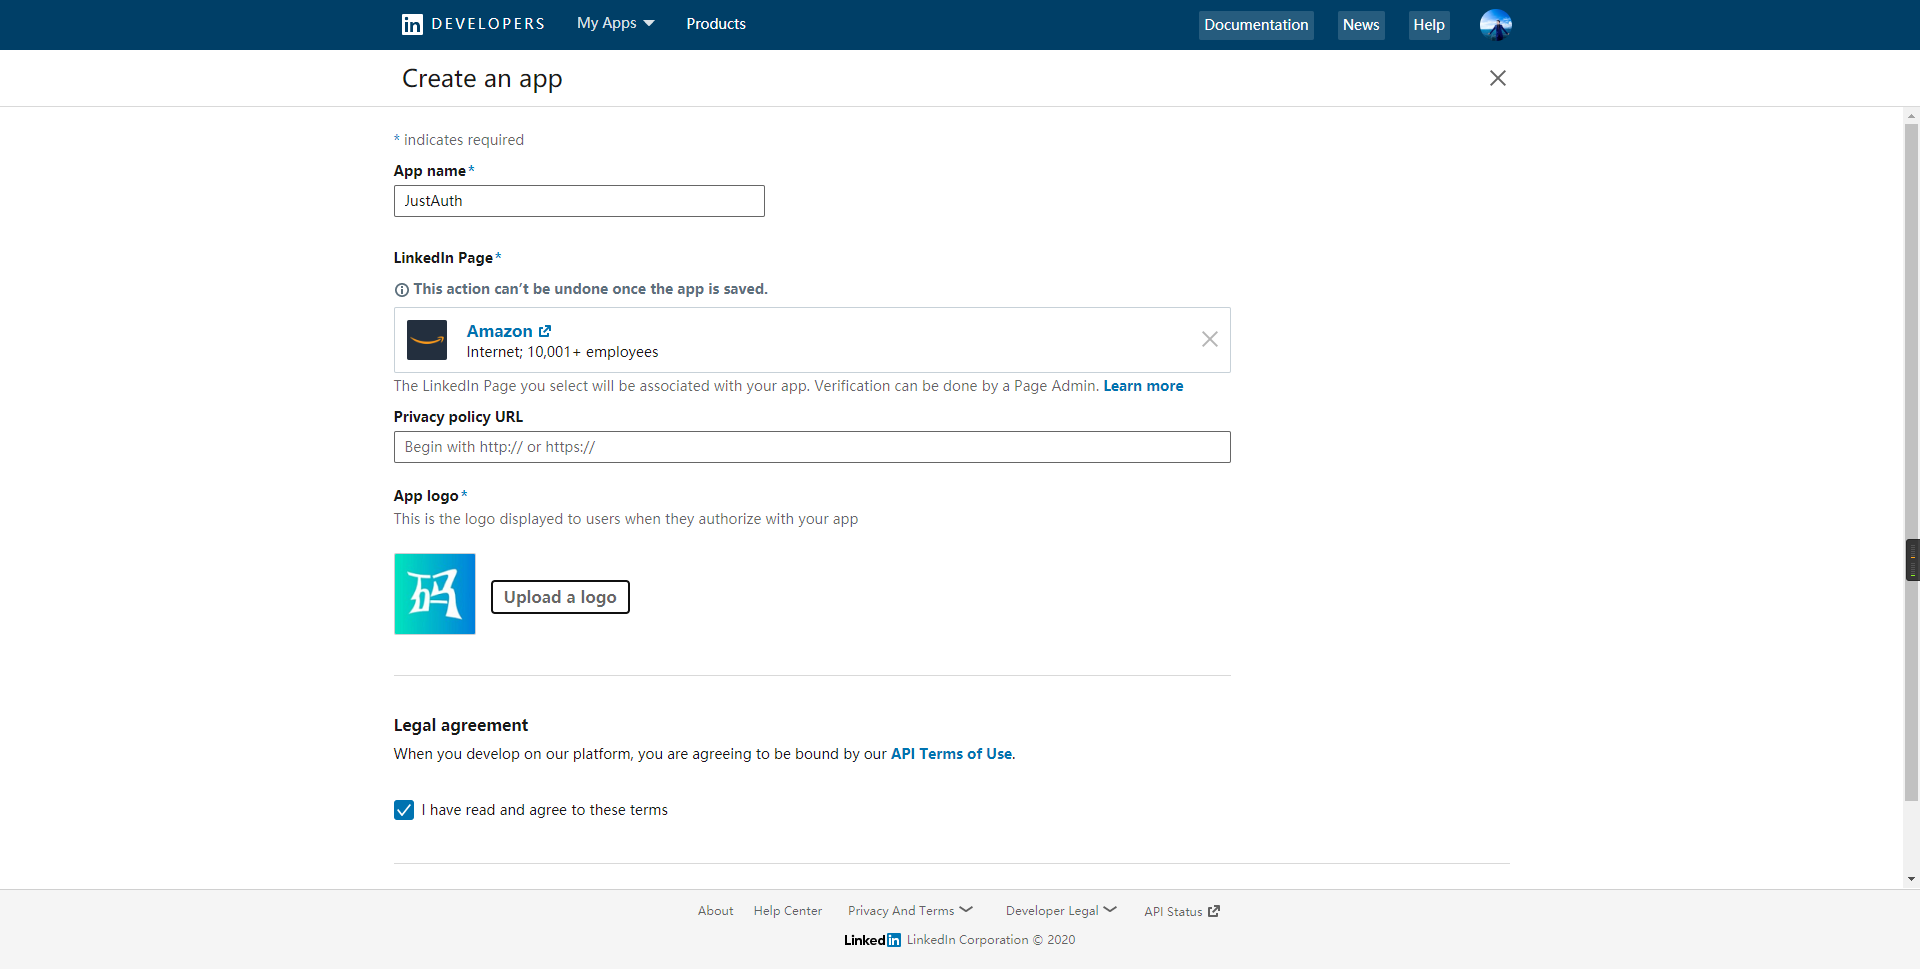 in DEVELOPERS My Apps Products Documentation News Help
Create an app
* indicates required
App name*
JustAuth
LinkedIn Page*
This action can't be undone once the app is saved.
Amazon
Internet; 10,001+ employees
The LinkedIn Page you select will be associated with your app. Verification can be done by a Page Admin. Learn more
Privacy policy URL
Begin with http:// or https://
App logo*
This is the logo displayed to users when they authorize with your app
码
Upload a logo
Legal agreement
When you develop on our platform, you are agreeing to be bound by our API Terms of Use.
I have read and agree to these terms
About Help Center Privacy And Terms Developer Legal API Status
Linkedin LinkedIn Corporation © 2020